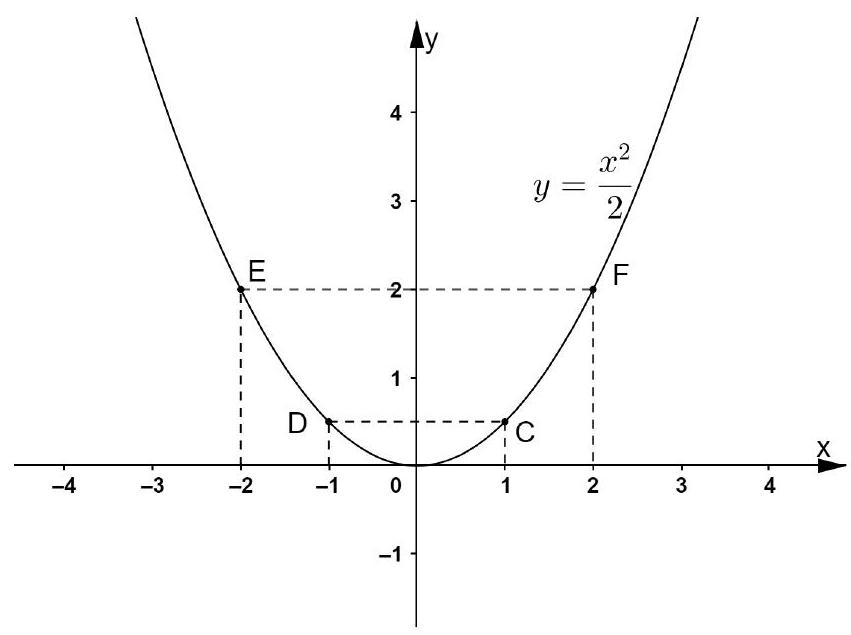 y
4
y = x²/2
3
E
2
F
1
D
C
x
–4 –3 –2 –1 0 1 2 3 4
–1